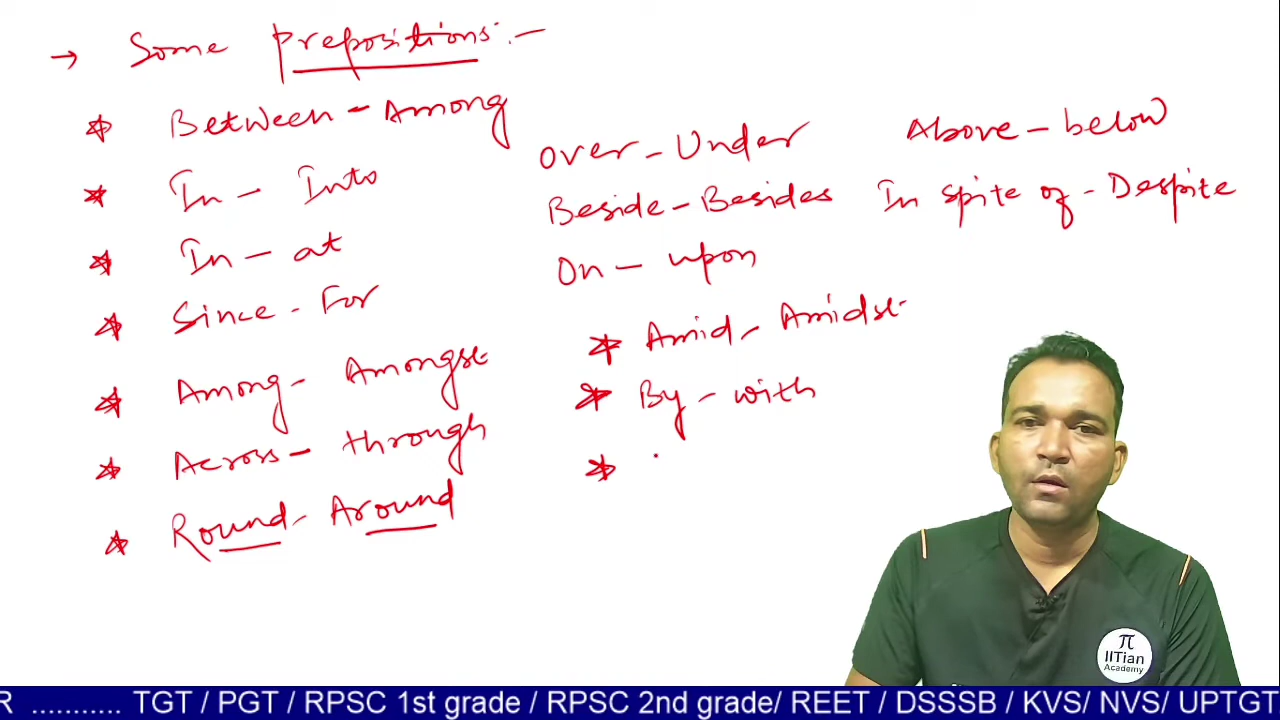 → Some prepositions:-
* Between - Among
* In - Into
* In - at
* Since - For
* Among - Amongst
* Across - through
* Round - Around
Over - Under
Beside - Besides
On - upon
* Amid - Amidst
* By - with
*
Above - below
In spite of - Despite
π
IITian
Academy
R ........... TGT / PGT / RPSC 1st grade / RPSC 2nd grade/ REET / DSSSB / KVS/ NVS/ UPTGT